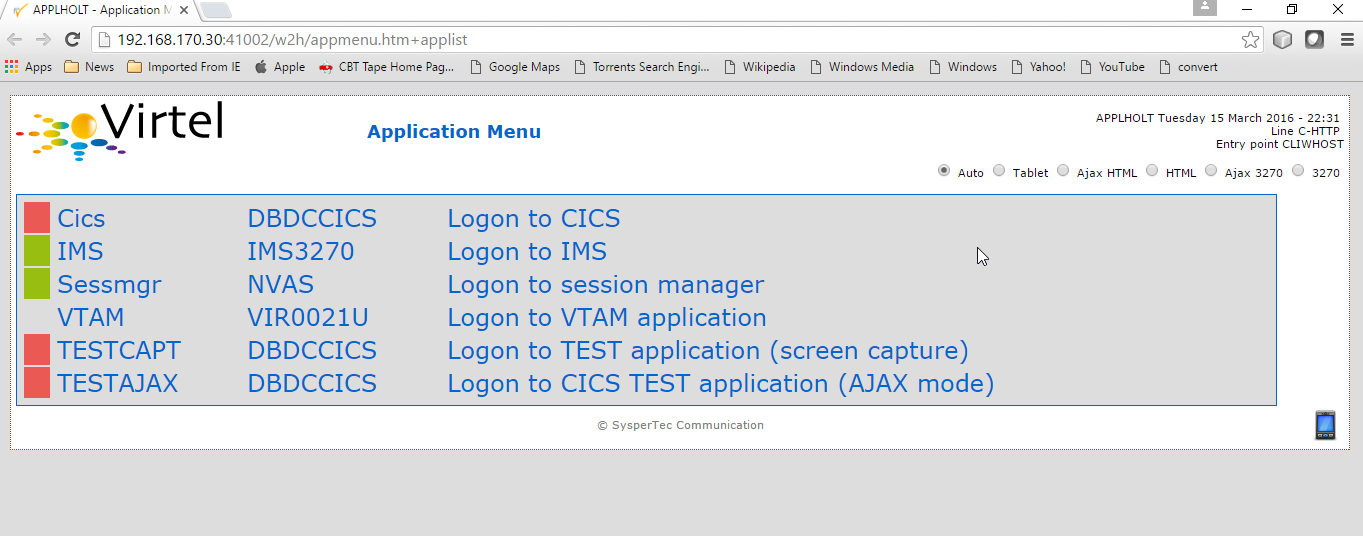 APPLHOLT - Application M
192.168.170.30:41002/w2h/appmenu.htm+applist
Apps News Imported From IE Apple CBT Tape Home Pag... Google Maps Torrents Search Engi... Wikipedia Windows Media Windows Yahoo! YouTube convert
Virtel
Application Menu
APPLHOLT Tuesday 15 March 2016 - 22:31
Line C-HTTP
Entry point CLIWHOST
Auto Tablet Ajax HTML HTML Ajax 3270 3270
Cics DBDCCICS Logon to CICS
IMS IMS3270 Logon to IMS
Sessmgr NVAS Logon to session manager
VTAM VIR0021U Logon to VTAM application
TESTCAPT DBDCCICS Logon to TEST application (screen capture)
TESTAJAX DBDCCICS Logon to CICS TEST application (AJAX mode)
© SysperTec Communication